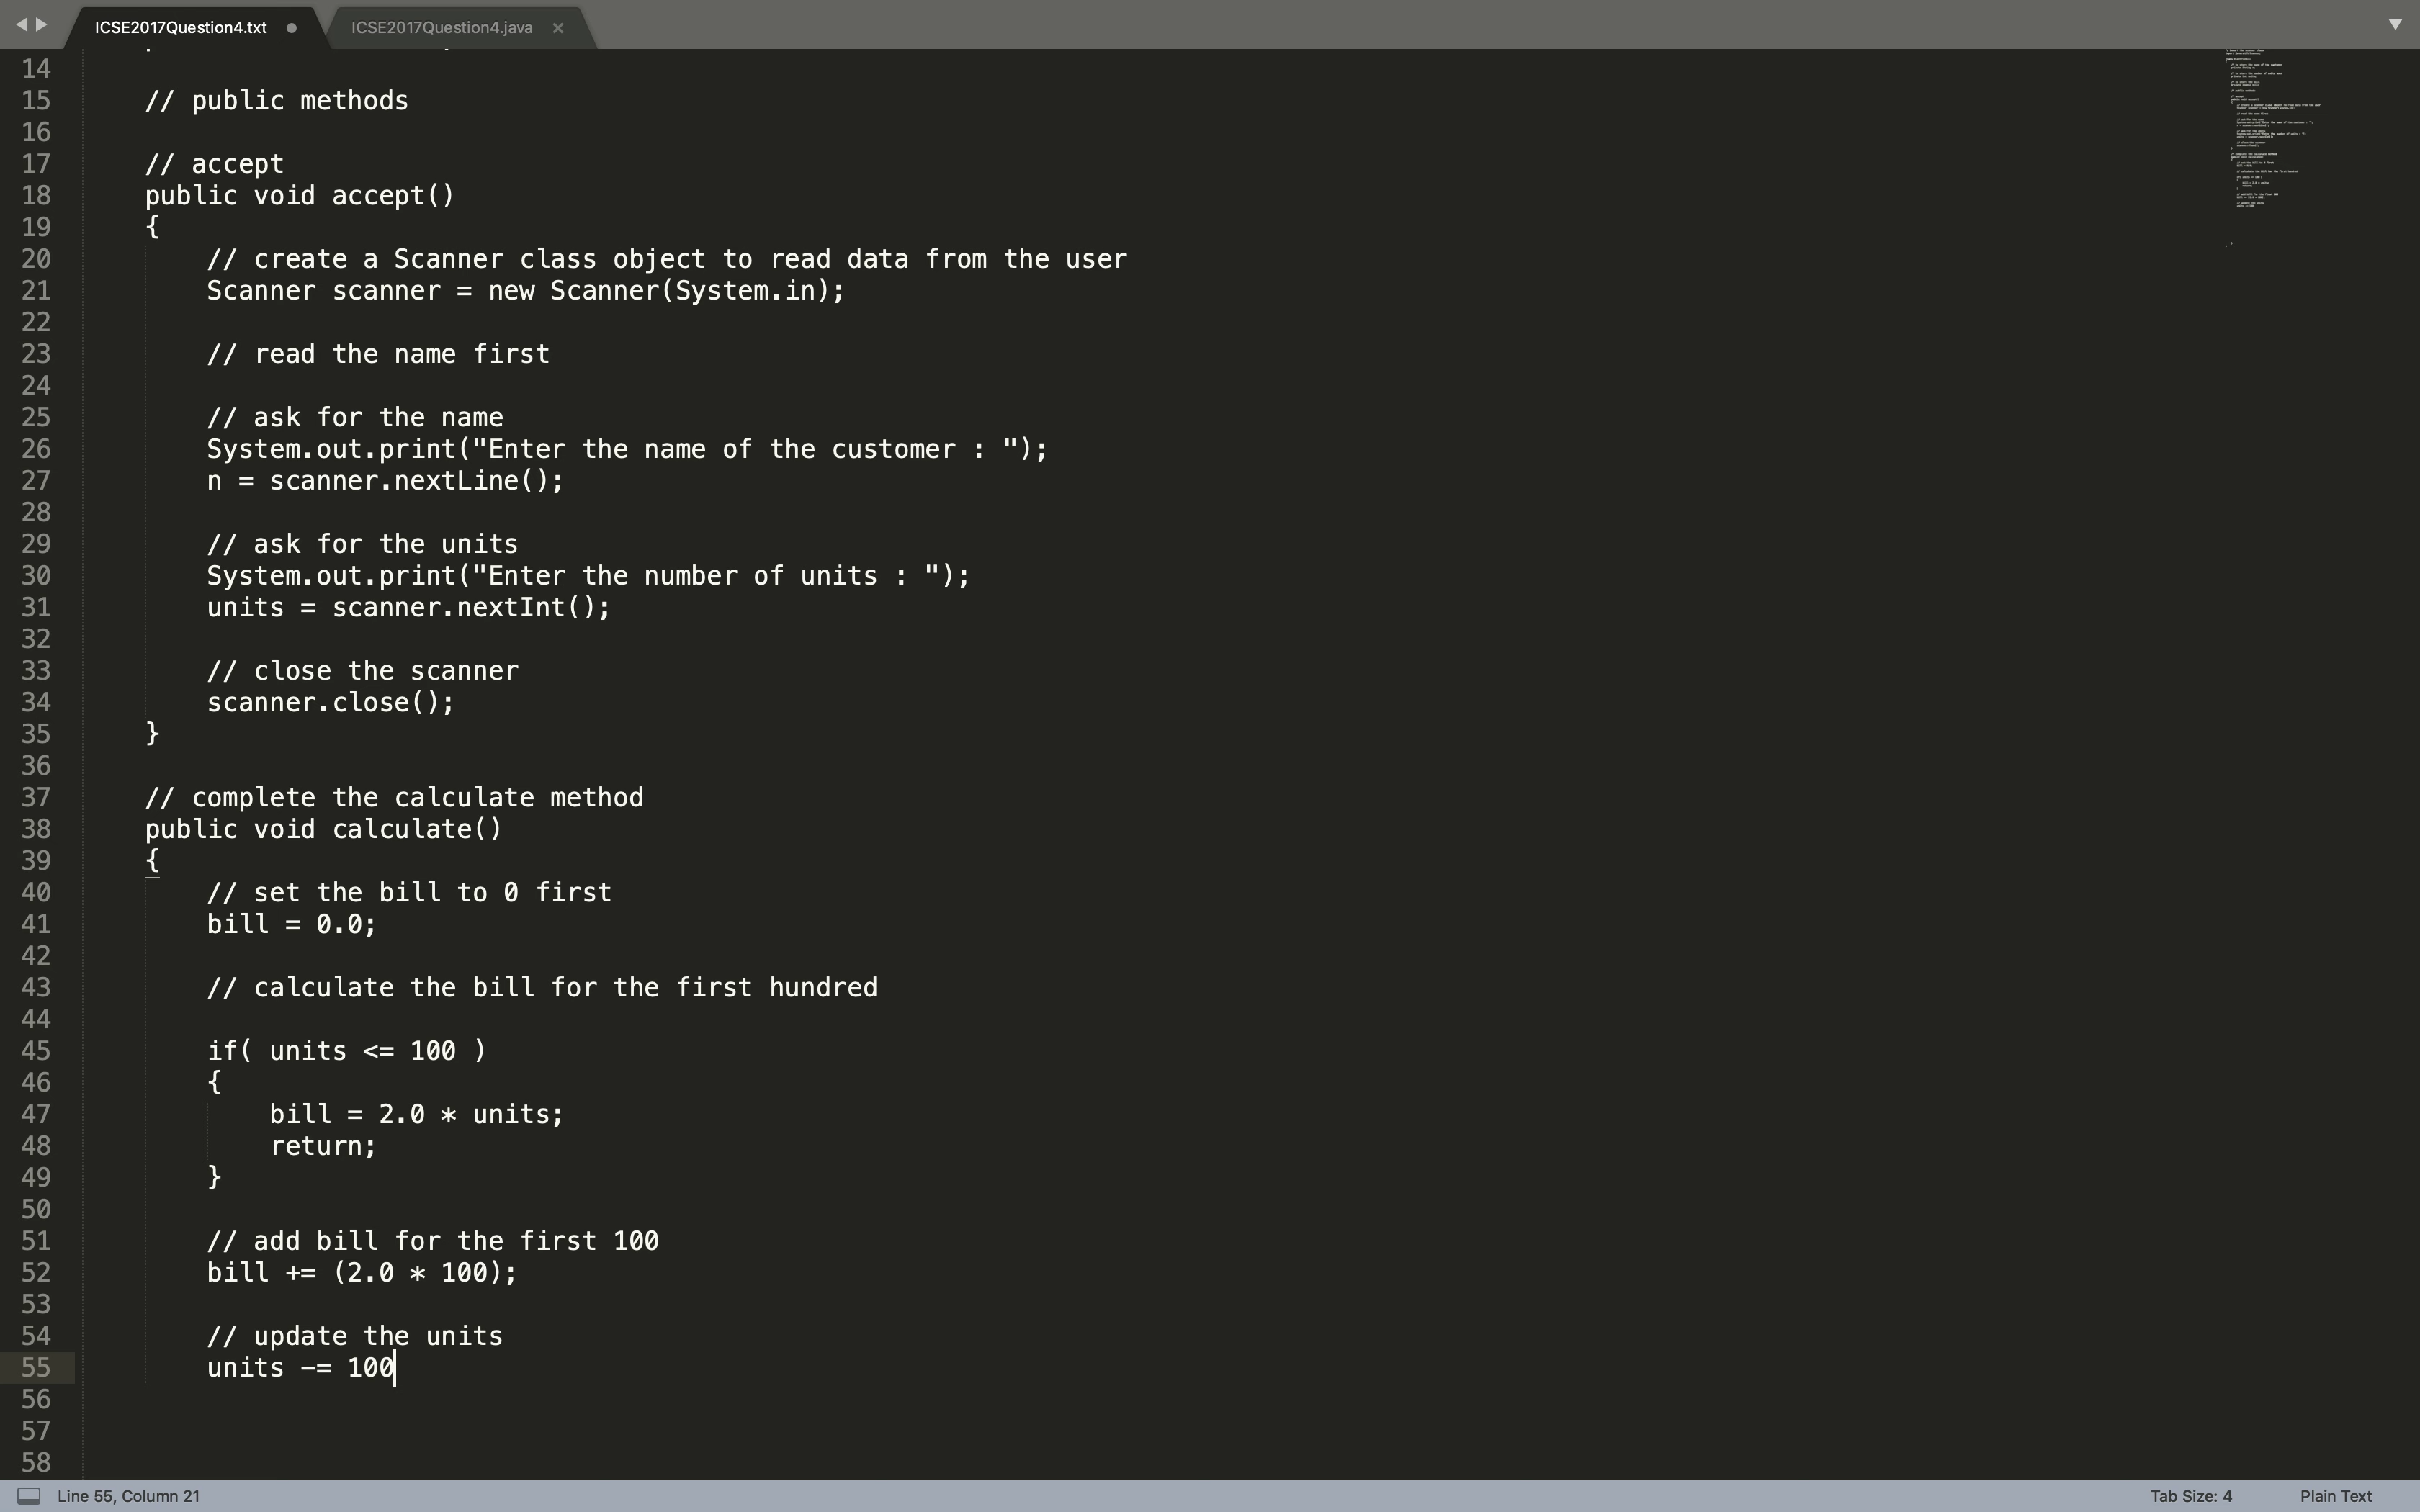 ICSE2017Question4.txt ICSE2017Question4.java
14
15 // public methods
16
17 // accept
18 public void accept()
19 {
20 // create a Scanner class object to read data from the user
21 Scanner scanner = new Scanner(System.in);
22
23 // read the name first
24
25 // ask for the name
26 System.out.print("Enter the name of the customer : ");
27 n = scanner.nextLine();
28
29 // ask for the units
30 System.out.print("Enter the number of units : ");
31 units = scanner.nextInt();
32
33 // close the scanner
34 scanner.close();
35 }
36
37 // complete the calculate method
38 public void calculate()
39 {
40 // set the bill to 0 first
41 bill = 0.0;
42
43 // calculate the bill for the first hundred
44
45 if( units <= 100 )
46 {
47 bill = 2.0 * units;
48 return;
49 }
50
51 // add bill for the first 100
52 bill += (2.0 * 100);
53
54 // update the units
55 units -= 100
56
57
58
Line 55, Column 21 Tab Size: 4 Plain Text